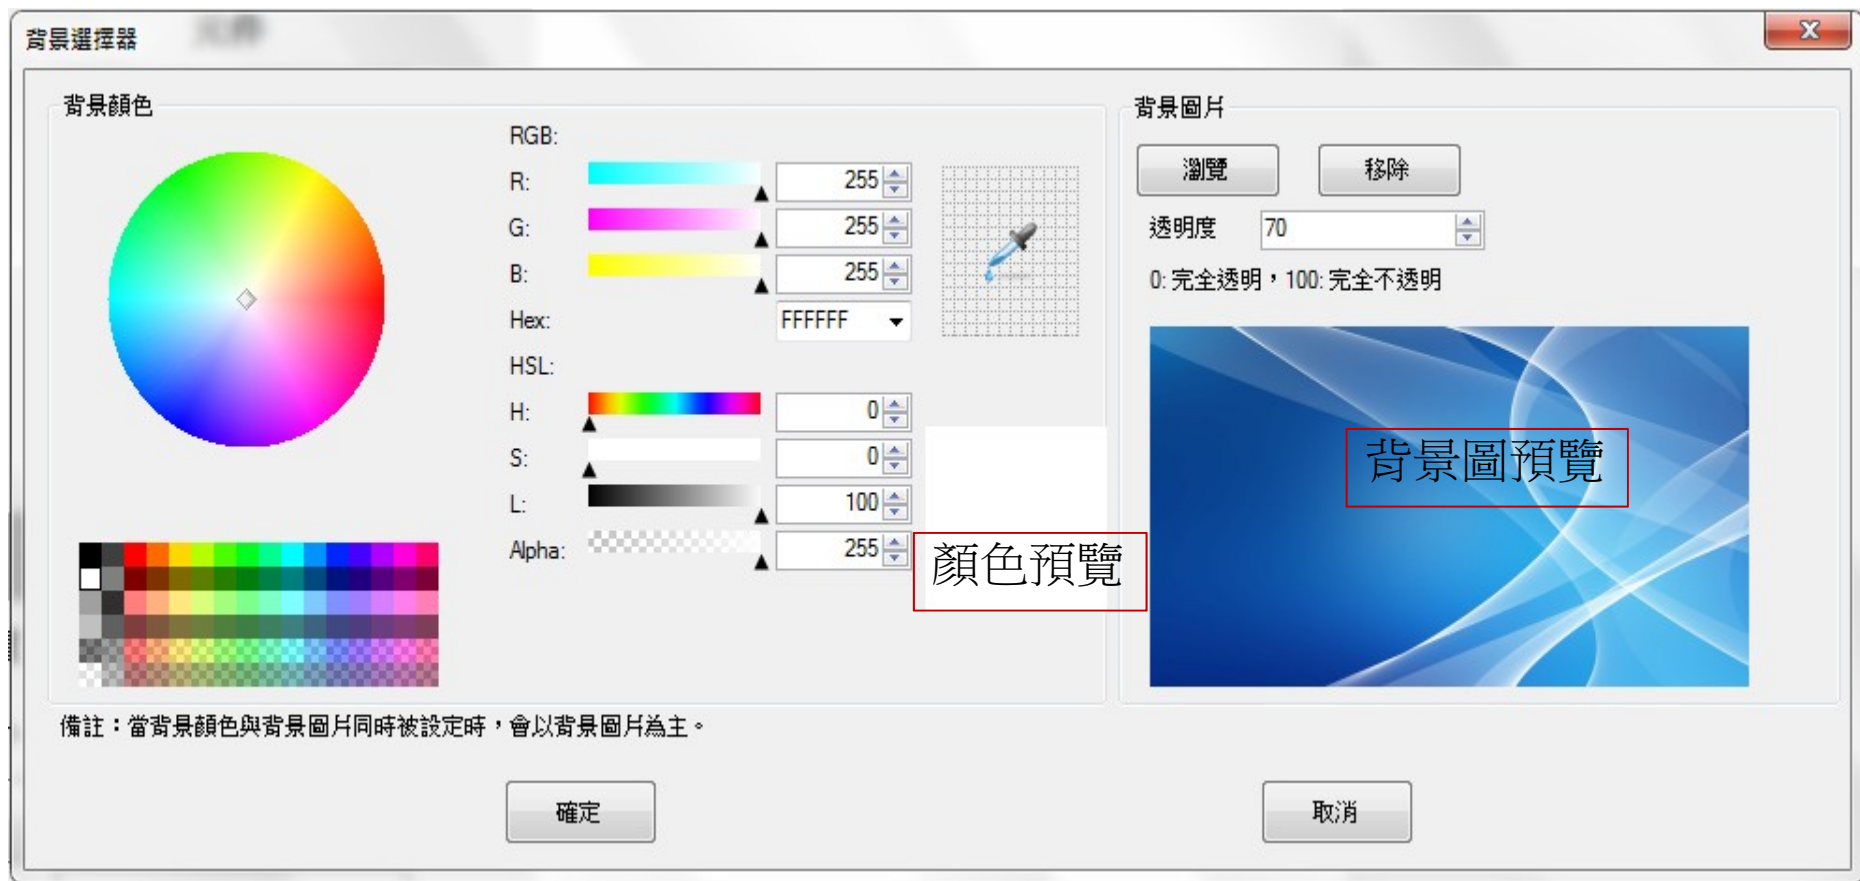 背景選擇器
背景顏色
RGB:
R: 255
G: 255
B: 255
Hex: FFFFFF
HSL:
H: 0
S: 0
L: 100
Alpha: 255
顏色預覽
背景圖片
瀏覽 移除
透明度 70
0: 完全透明，100: 完全不透明
背景圖預覽
備註：當背景顏色與背景圖片同時被設定時，會以背景圖片為主。
確定 取消